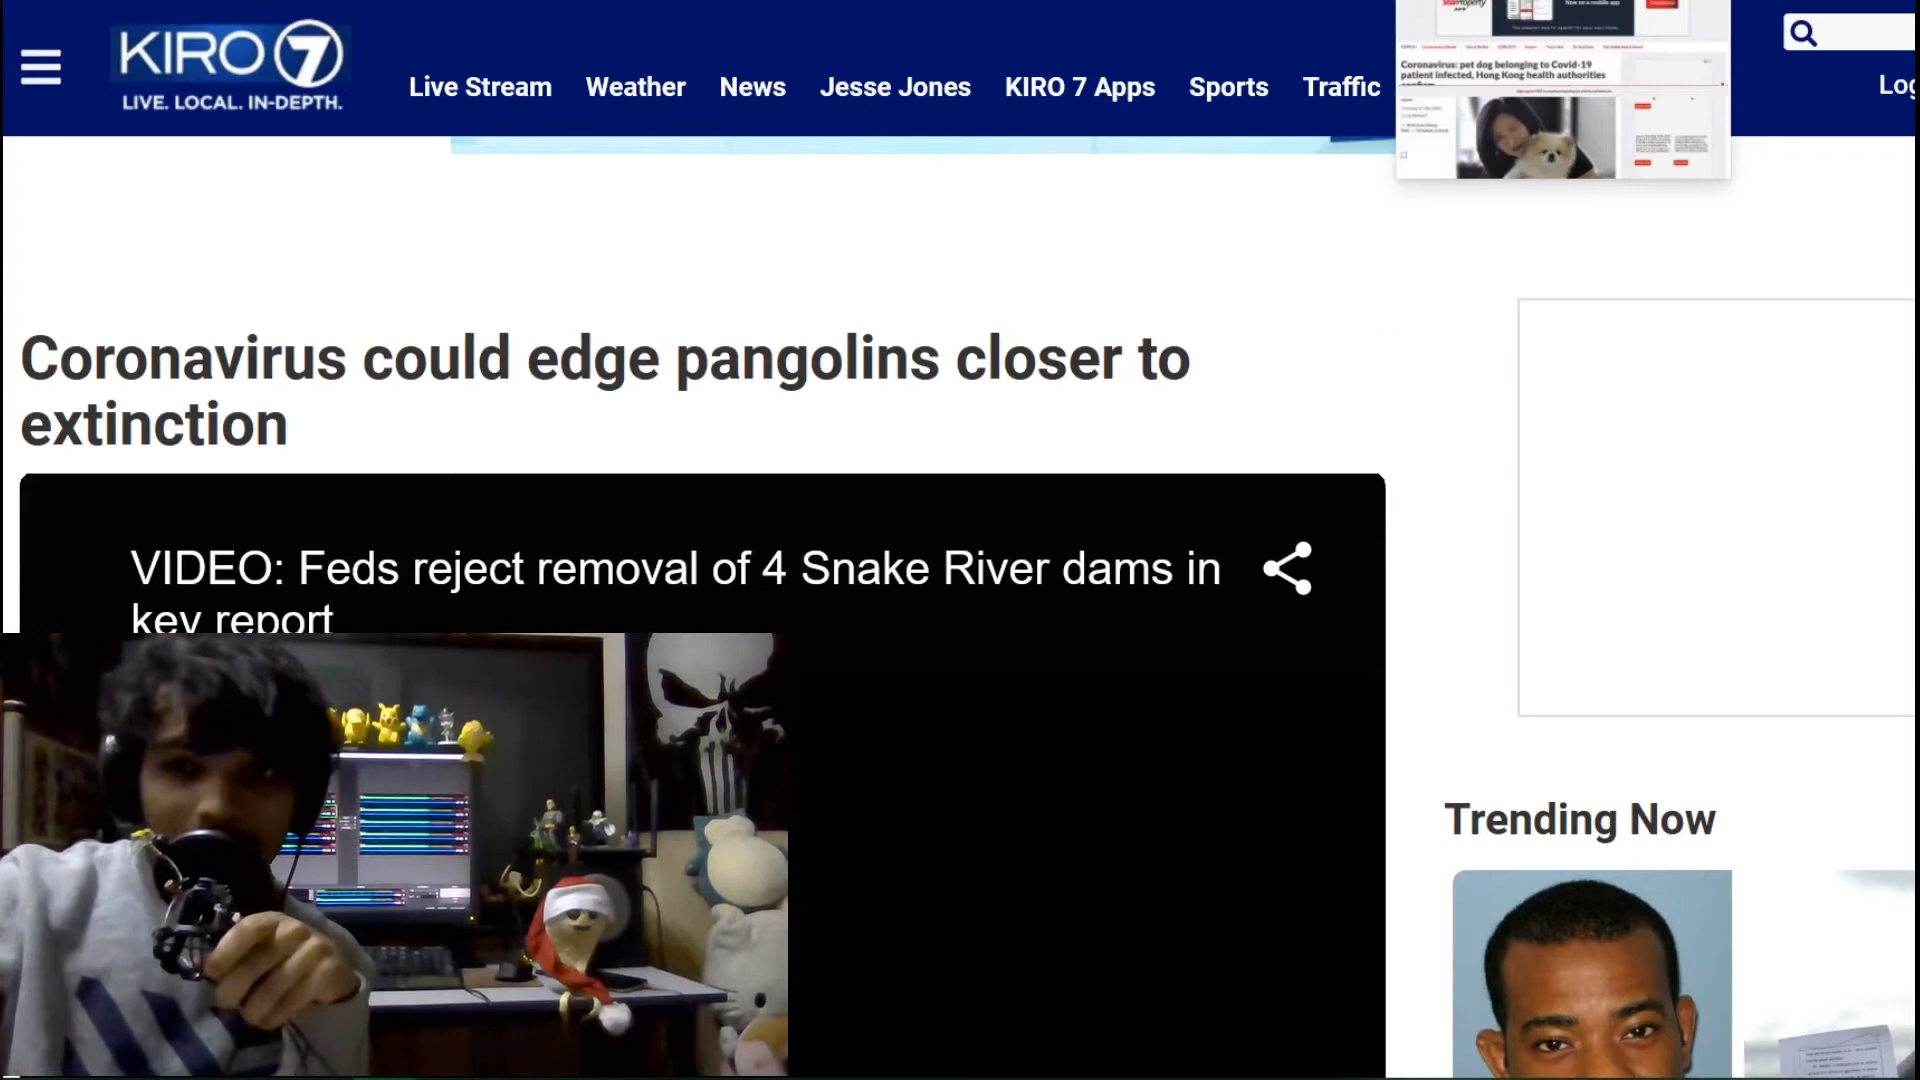 KIRO 7
LIVE. LOCAL. IN-DEPTH.
Live Stream
Weather
News
Jesse Jones
KIRO 7 Apps
Sports
Traffic
Log
Coronavirus: pet dog belonging to Covid-19
patient infected, Hong Kong health authorities
Coronavirus could edge pangolins closer to
extinction
VIDEO: Feds reject removal of 4 Snake River dams in
key report
Trending Now